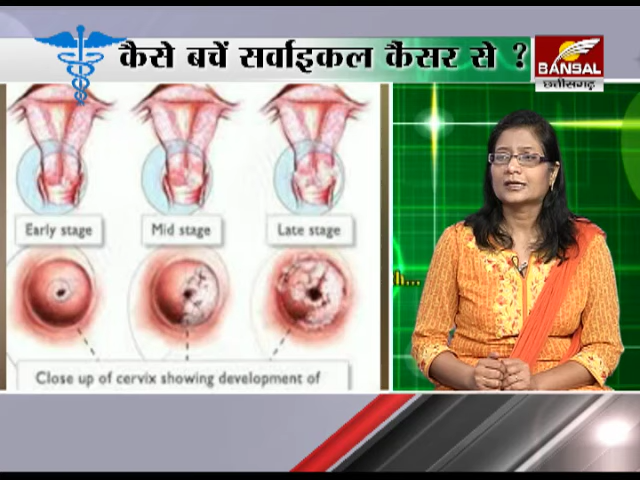 कैसे बचें सर्वाइकल कैंसर से ?
BANSAL
छत्तीसगढ़
Early stage
Mid stage
Late stage
Close up of cervix showing development of
h...